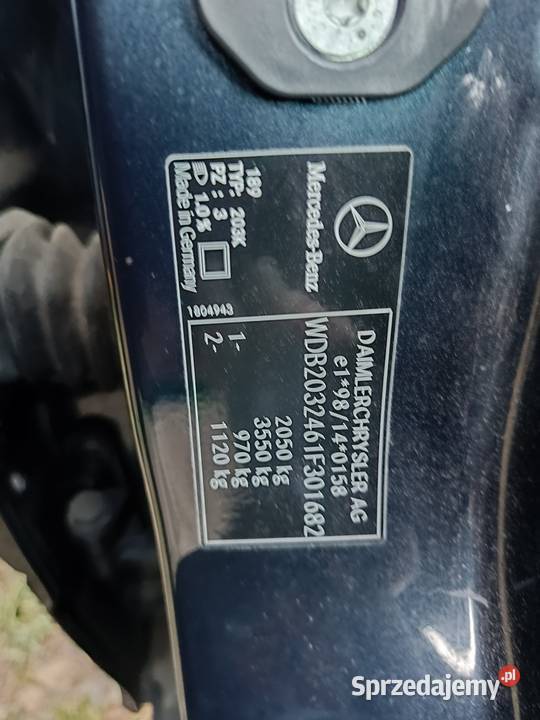 Mercedes-Benz
189
TYP: 203K
PZ : 3
1.0%
Made in Germany
1804943
DAIMLERCHRYSLER AG
e1*98/14*0158
WDB2032461F301682
2050 kg
3550 kg
1- 970 kg
2- 1120 kg
Sprzedajemy.pl